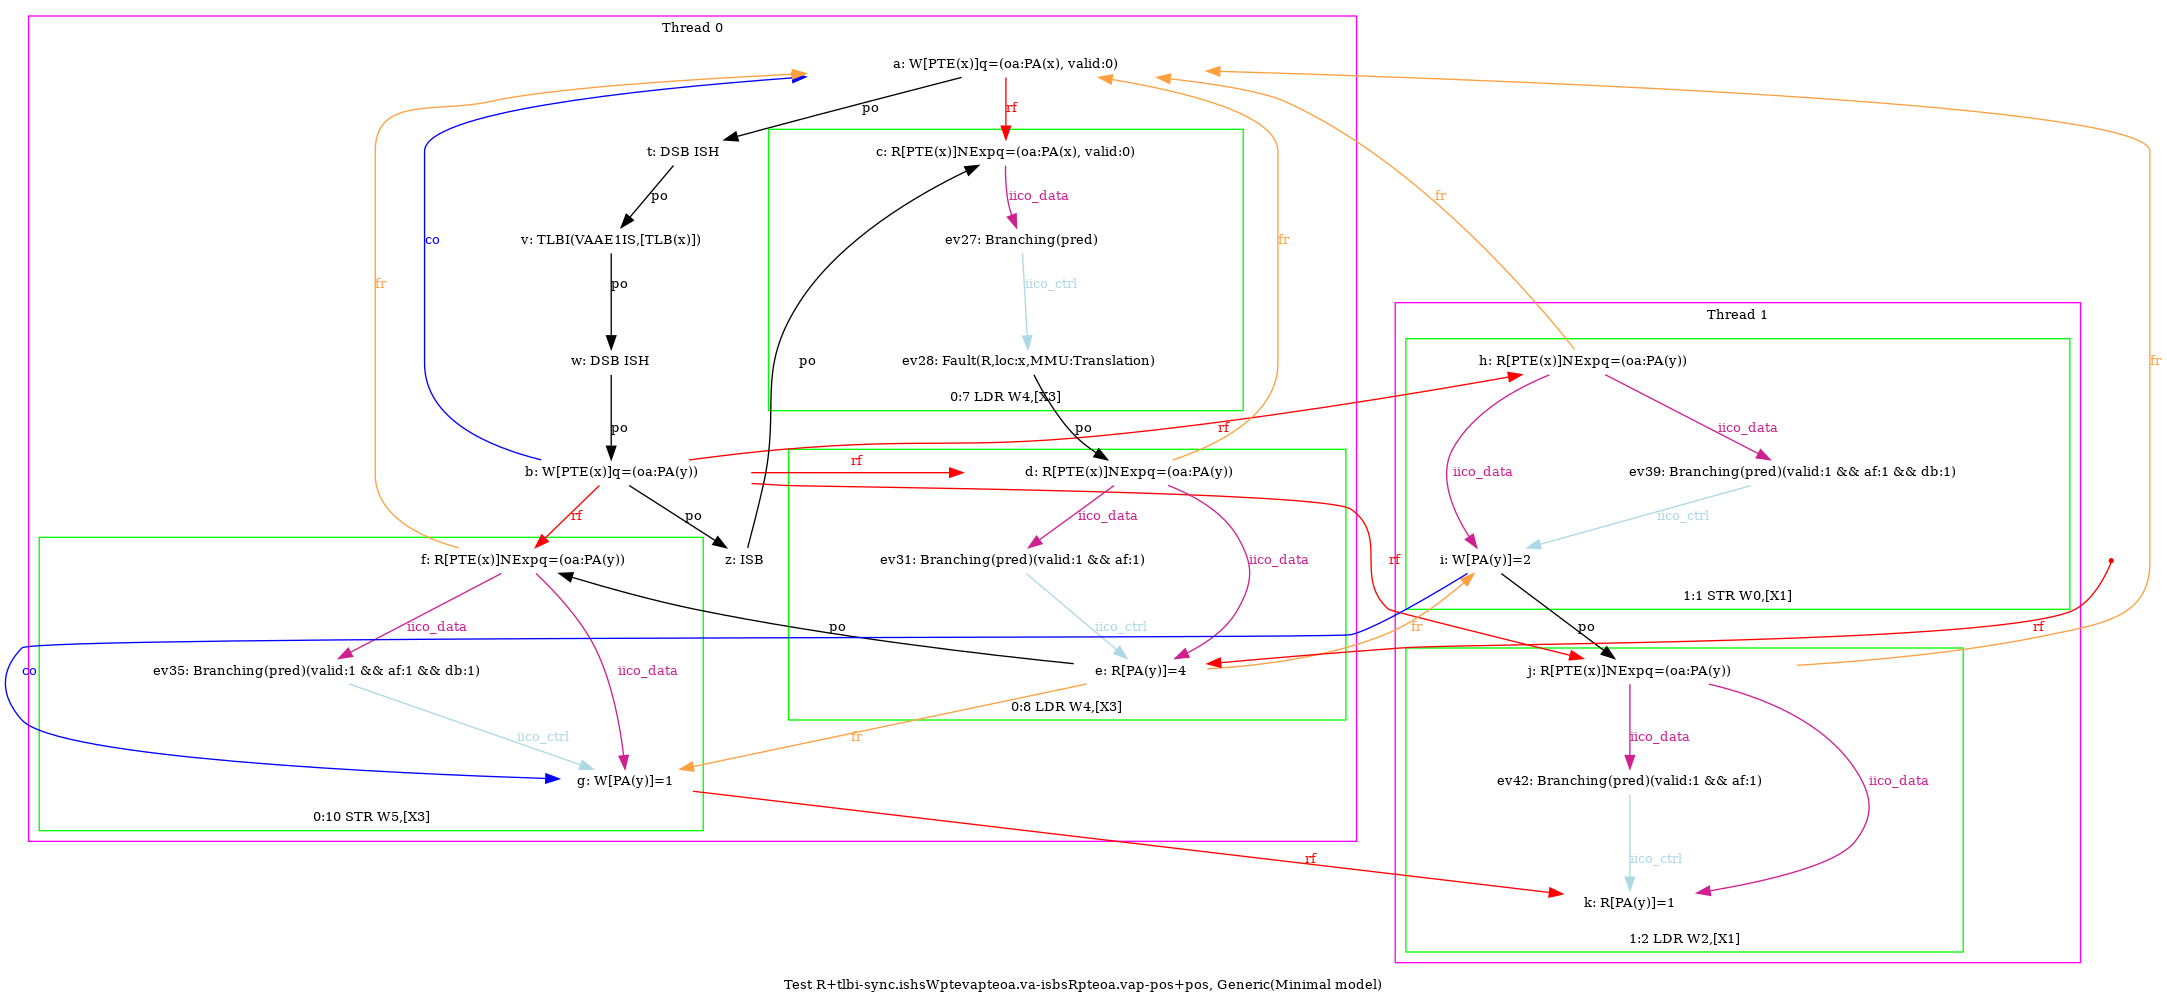 Thread 0
a: W[PTE(x)]q=(oa:PA(x), valid:0)
po
rf
t: DSB ISH
c: R[PTE(x)]NExpq=(oa:PA(x), valid:0)
po
iico_data
fr
co
v: TLBI(VAAE1IS,[TLB(x)])
ev27: Branching(pred)
fr
fr
po
iico_ctrl
Thread 1
w: DSB ISH
po
ev28: Fault(R,loc:x,MMU:Translation)
h: R[PTE(x)]NExpq=(oa:PA(y))
fr
0:7 LDR W4,[X3]
po
po
rf
iico_data
rf
iico_data
b: W[PTE(x)]q=(oa:PA(y))
d: R[PTE(x)]NExpq=(oa:PA(y))
ev39: Branching(pred)(valid:1 && af:1 && db:1)
rf
po
iico_data
iico_ctrl
f: R[PTE(x)]NExpq=(oa:PA(y))
z: ISB
ev31: Branching(pred)(valid:1 && af:1)
iico_data
rf
i: W[PA(y)]=2
1:1 STR W0,[X1]
iico_data
po
iico_ctrl
fr
po
rf
co
ev35: Branching(pred)(valid:1 && af:1 && db:1)
iico_data
e: R[PA(y)]=4
j: R[PTE(x)]NExpq=(oa:PA(y))
0:8 LDR W4,[X3]
iico_ctrl
fr
iico_data
g: W[PA(y)]=1
ev42: Branching(pred)(valid:1 && af:1)
iico_data
0:10 STR W5,[X3]
rf
iico_ctrl
k: R[PA(y)]=1
1:2 LDR W2,[X1]
Test R+tlbi-sync.ishsWptevapteoa.va-isbsRpteoa.vap-pos+pos, Generic(Minimal model)